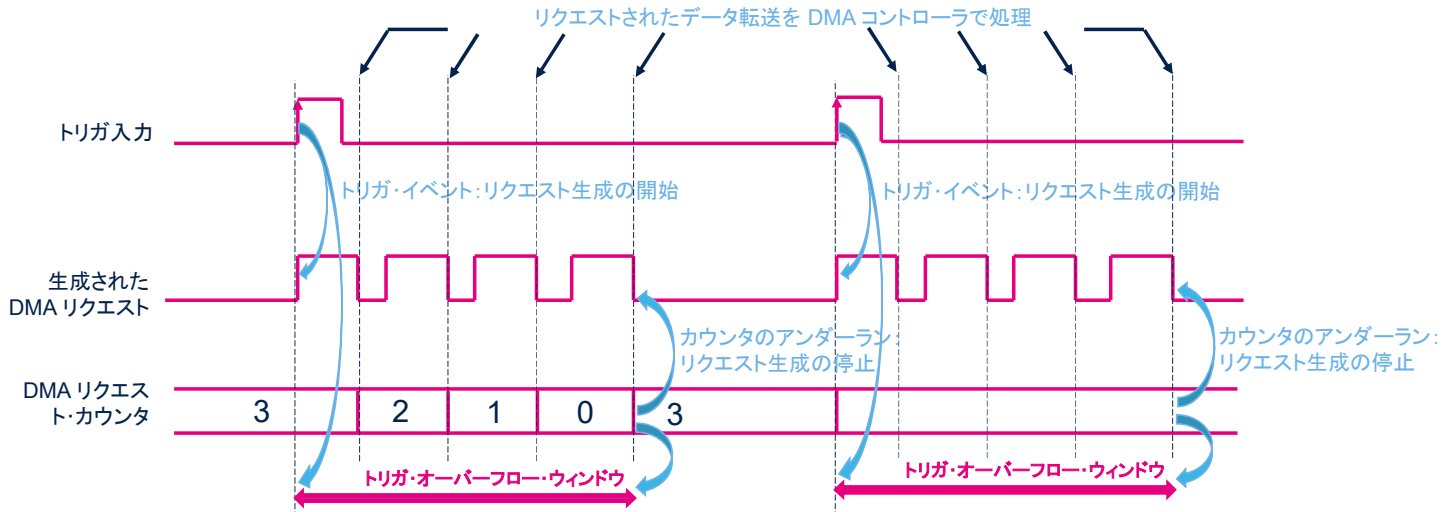 リクエストされたデータ転送を DMA コントローラで処理
トリガ入力
トリガ・イベント:リクエスト生成の開始
トリガ・イベント:リクエスト生成の開始
生成された
DMA リクエスト
カウンタのアンダーラン:
リクエスト生成の停止
カウンタのアンダーラン:
リクエスト生成の停止
DMA リクエス
ト・カウンタ
3 2 1 0 3
トリガ・オーバーフロー・ウィンドウ
トリガ・オーバーフロー・ウィンドウ